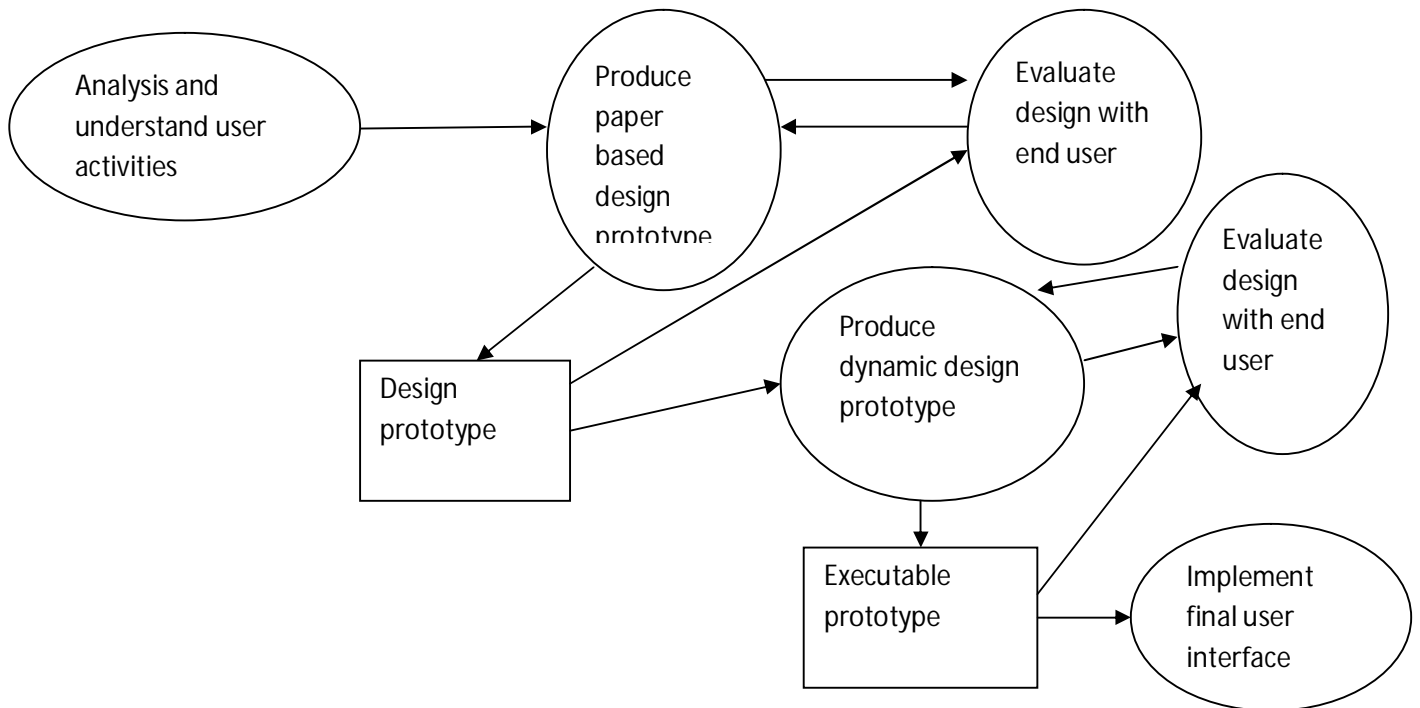 Analysis and
understand user
activities
Produce
paper
based
design
prototype
Evaluate
design with
end user
Evaluate
design
with end
user
Produce
dynamic design
prototype
Design
prototype
Executable
prototype
Implement
final user
interface